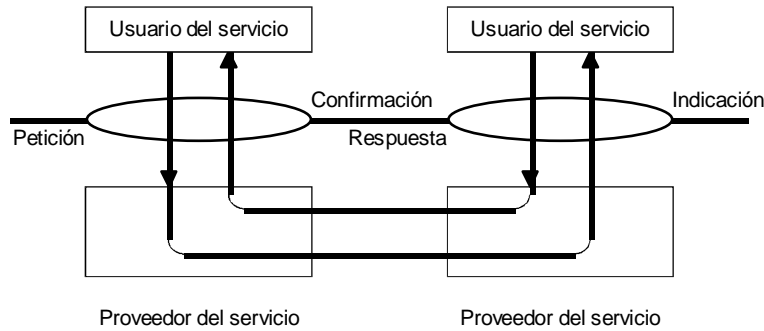 Usuario del servicio
Usuario del servicio
Confirmación
Indicación
Petición
Respuesta
Proveedor del servicio
Proveedor del servicio